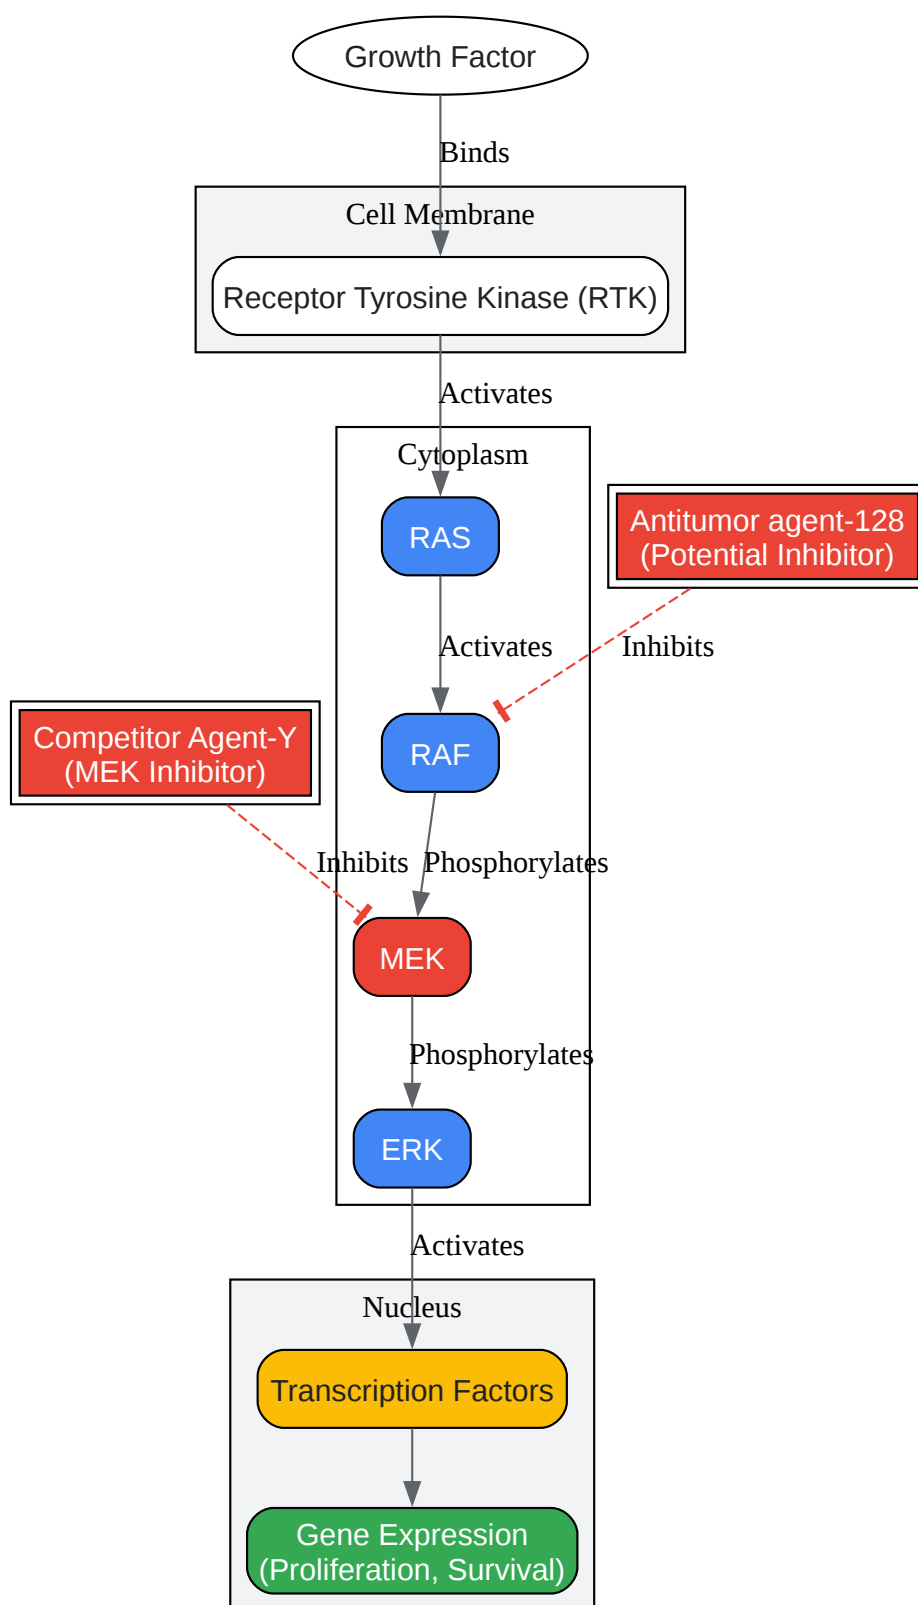 Growth Factor
Binds
Cell Membrane
Receptor Tyrosine Kinase (RTK)
Activates
Cytoplasm
RAS
Antitumor agent-128
(Potential Inhibitor)
Activates
Inhibits
Competitor Agent-Y
(MEK Inhibitor)
RAF
Inhibits
Phosphorylates
MEK
Phosphorylates
ERK
Activates
Nucleus
Transcription Factors
Gene Expression
(Proliferation, Survival)